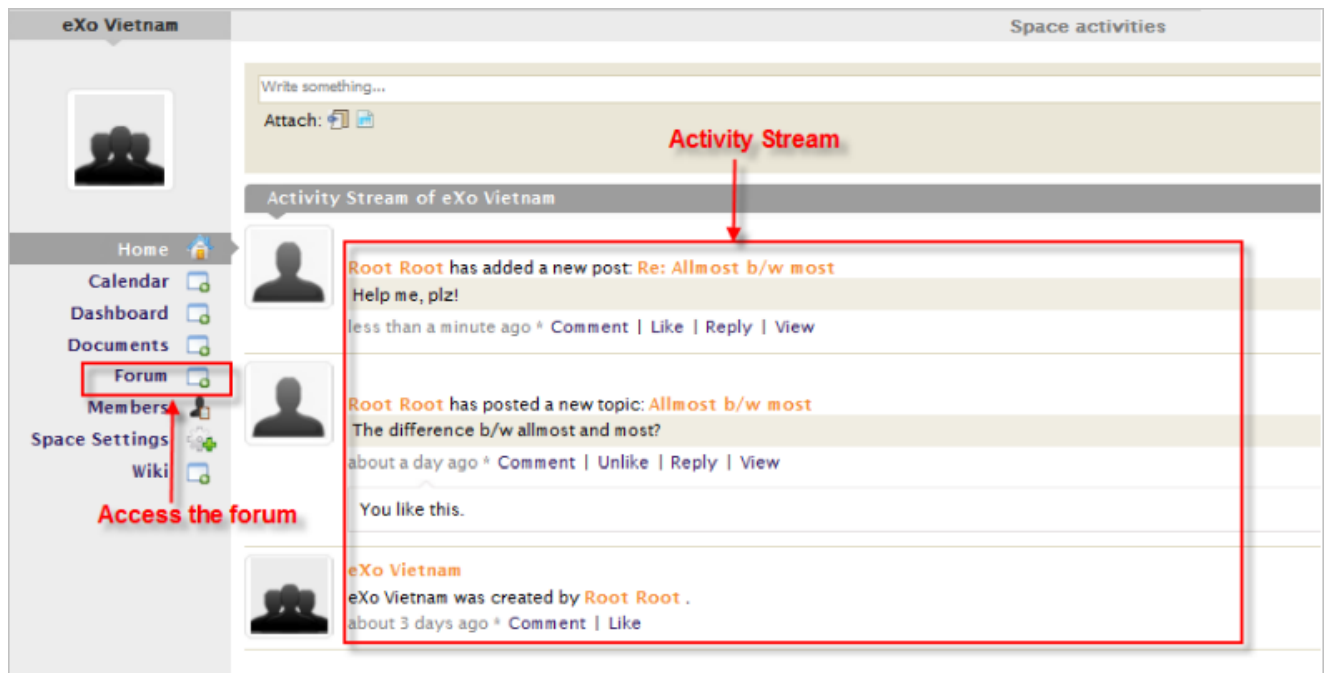 eXo Vietnam
Space activities
Write something...
Attach:
Activity Stream
Activity Stream of eXo Vietnam
Home
Calendar
Dashboard
Documents
Forum
Members
Space Settings
Wiki
Access the forum
Root Root has added a new post: Re: Allmost b/w most
Help me, plz!
less than a minute ago * Comment | Like | Reply | View
Root Root has posted a new topic: Allmost b/w most
The difference b/w allmost and most?
about a day ago * Comment | Unlike | Reply | View
You like this.
eXo Vietnam
eXo Vietnam was created by Root Root .
about 3 days ago * Comment | Like